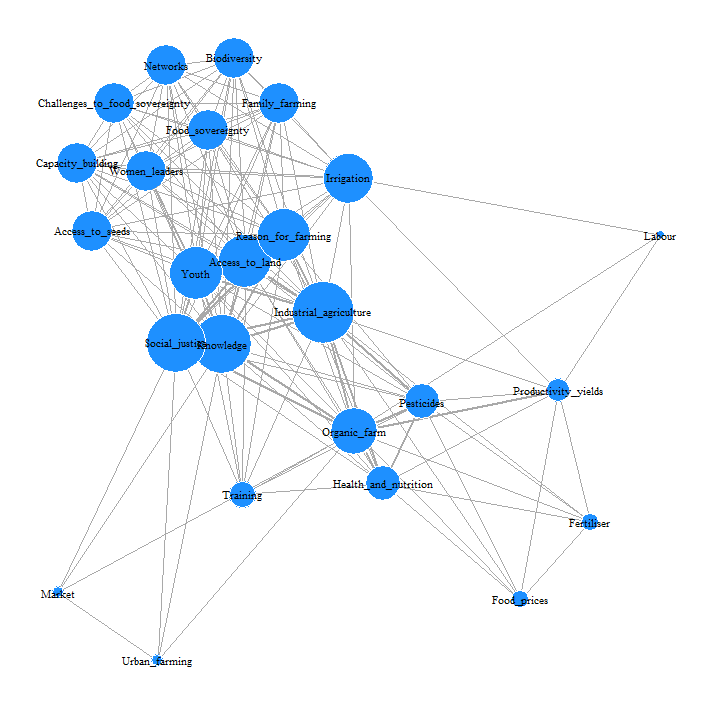 Biodiversity
Networks
Challenges_to_food_sovereignty
Family_farming
Food_sovereignty
Capacity_building
Women_leaders
Irrigation
Access_to_seeds
Reason_for_farming
Labour
Access_to_land
Youth
Industrial_agriculture
Social_justice
Knowledge
Productivity_yields
Pesticides
Organic_farm
Health_and_nutrition
Training
Fertiliser
Market
Food_prices
Urban_farming